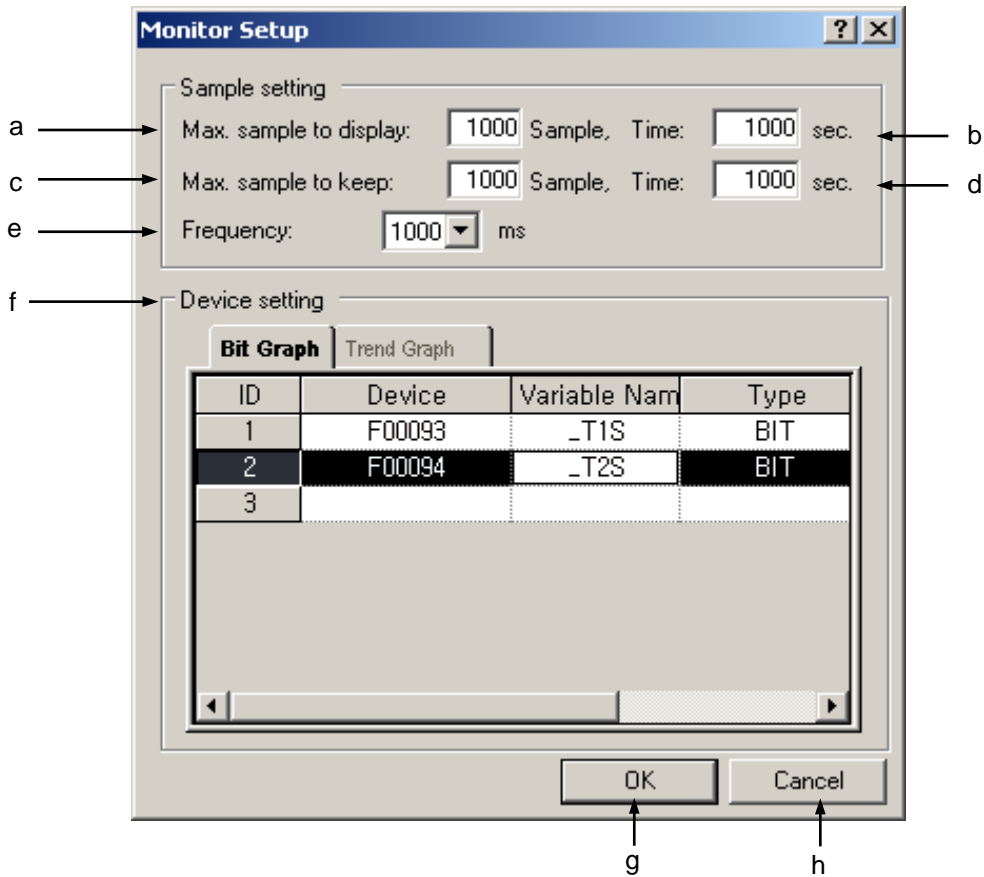 Monitor Setup ?
Sample setting
a Max. sample to display: 1000 Sample, Time: 1000 sec. b
c Max. sample to keep: 1000 Sample, Time: 1000 sec. d
e Frequency: 1000 ms
f Device setting
Bit Graph Trend Graph
ID Device Variable Nam Type
1 F00093 _T1S BIT
2 F00094 _T2S BIT
3
OK Cancel
g h